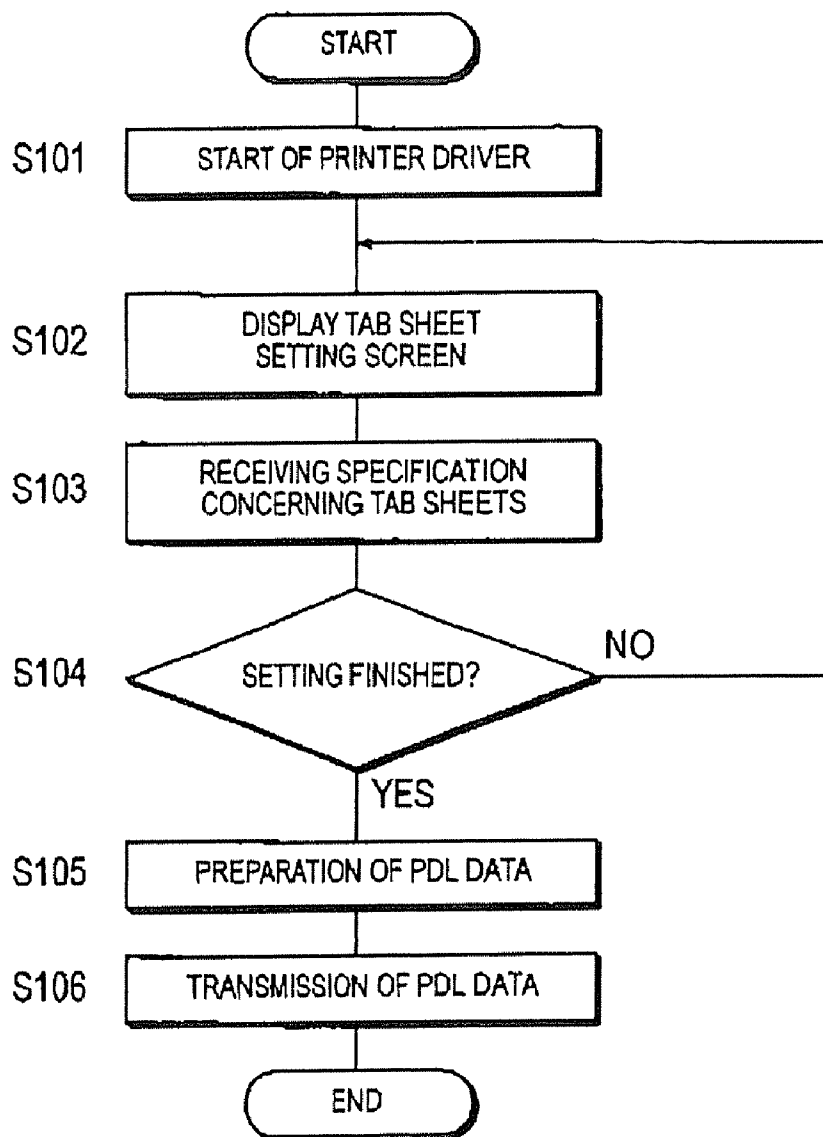 START
S101
START OF PRINTER DRIVER
S102
DISPLAY TAB SHEET
SETTING SCREEN
S103
RECEIVING SPECIFICATION
CONCERNING TAB SHEETS
S104
SETTING FINISHED?
NO
YES
S105
PREPARATION OF PDL DATA
S106
TRANSMISSION OF PDL DATA
END